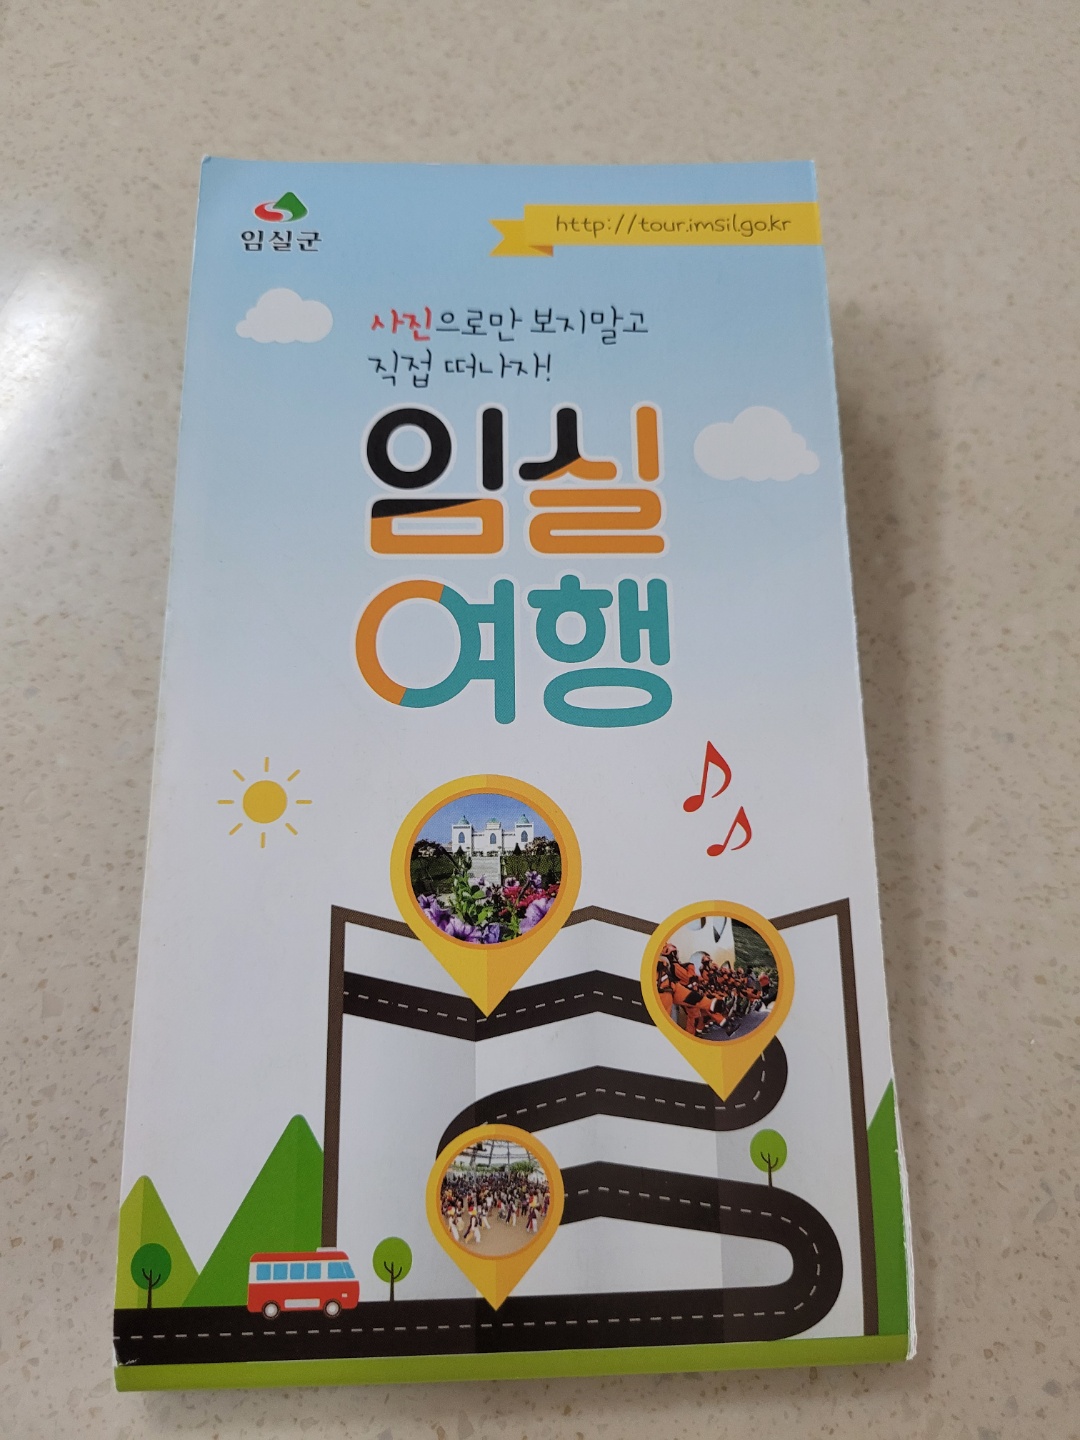 임실군
http://tour.imsil.go.kr
사진으로만 보지말고
직접 떠나자!
임실
여행